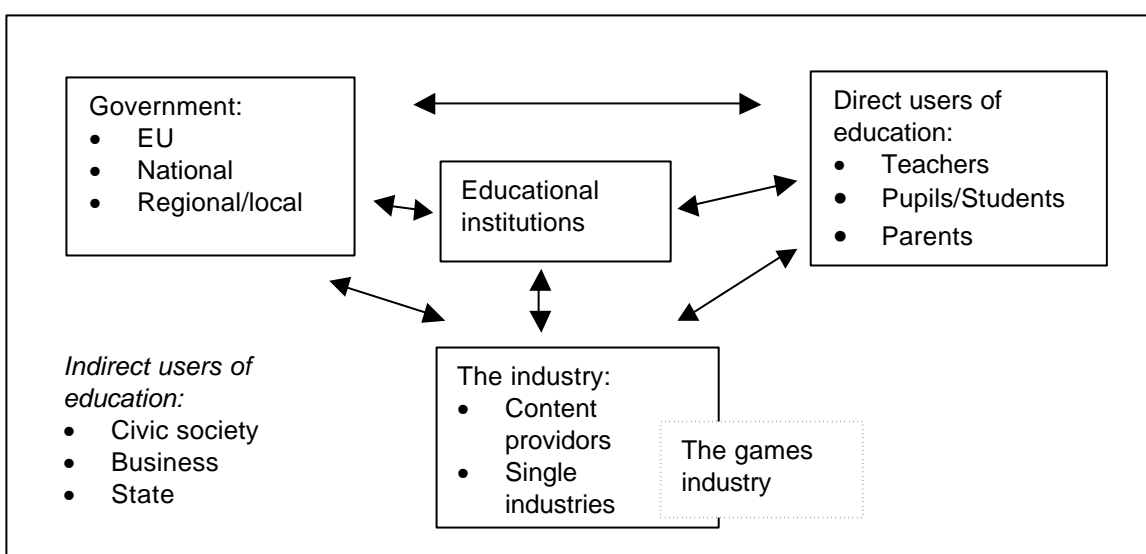 Government:
• EU
• National
• Regional/local
Educational
institutions
Direct users of
education:
• Teachers
• Pupils/Students
• Parents
Indirect users of
education:
• Civic society
• Business
• State
The industry:
• Content
providors
• Single
industries
The games
industry